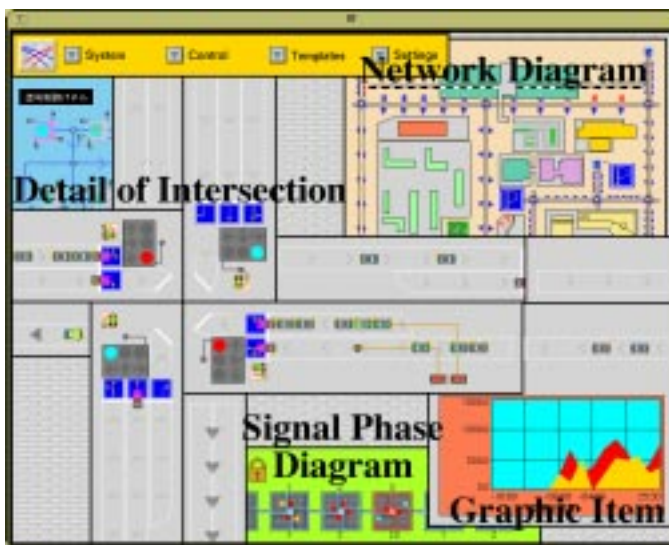 System Control Templates Settings
Network Diagram
Detail of Intersection
Signal Phase
Diagram
Graphic Item